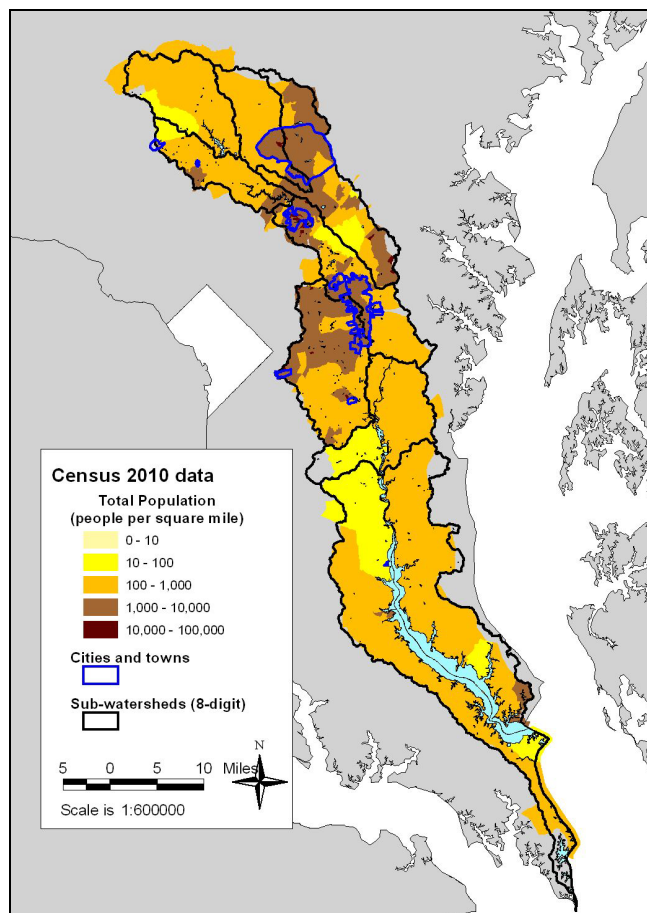 Census 2010 data
Total Population
(people per square mile)
0 - 10
10 - 100
100 - 1,000
1,000 - 10,000
10,000 - 100,000
Cities and towns
Sub-watersheds (8-digit)
N
5 0 5 10 Miles
Scale is 1:600000